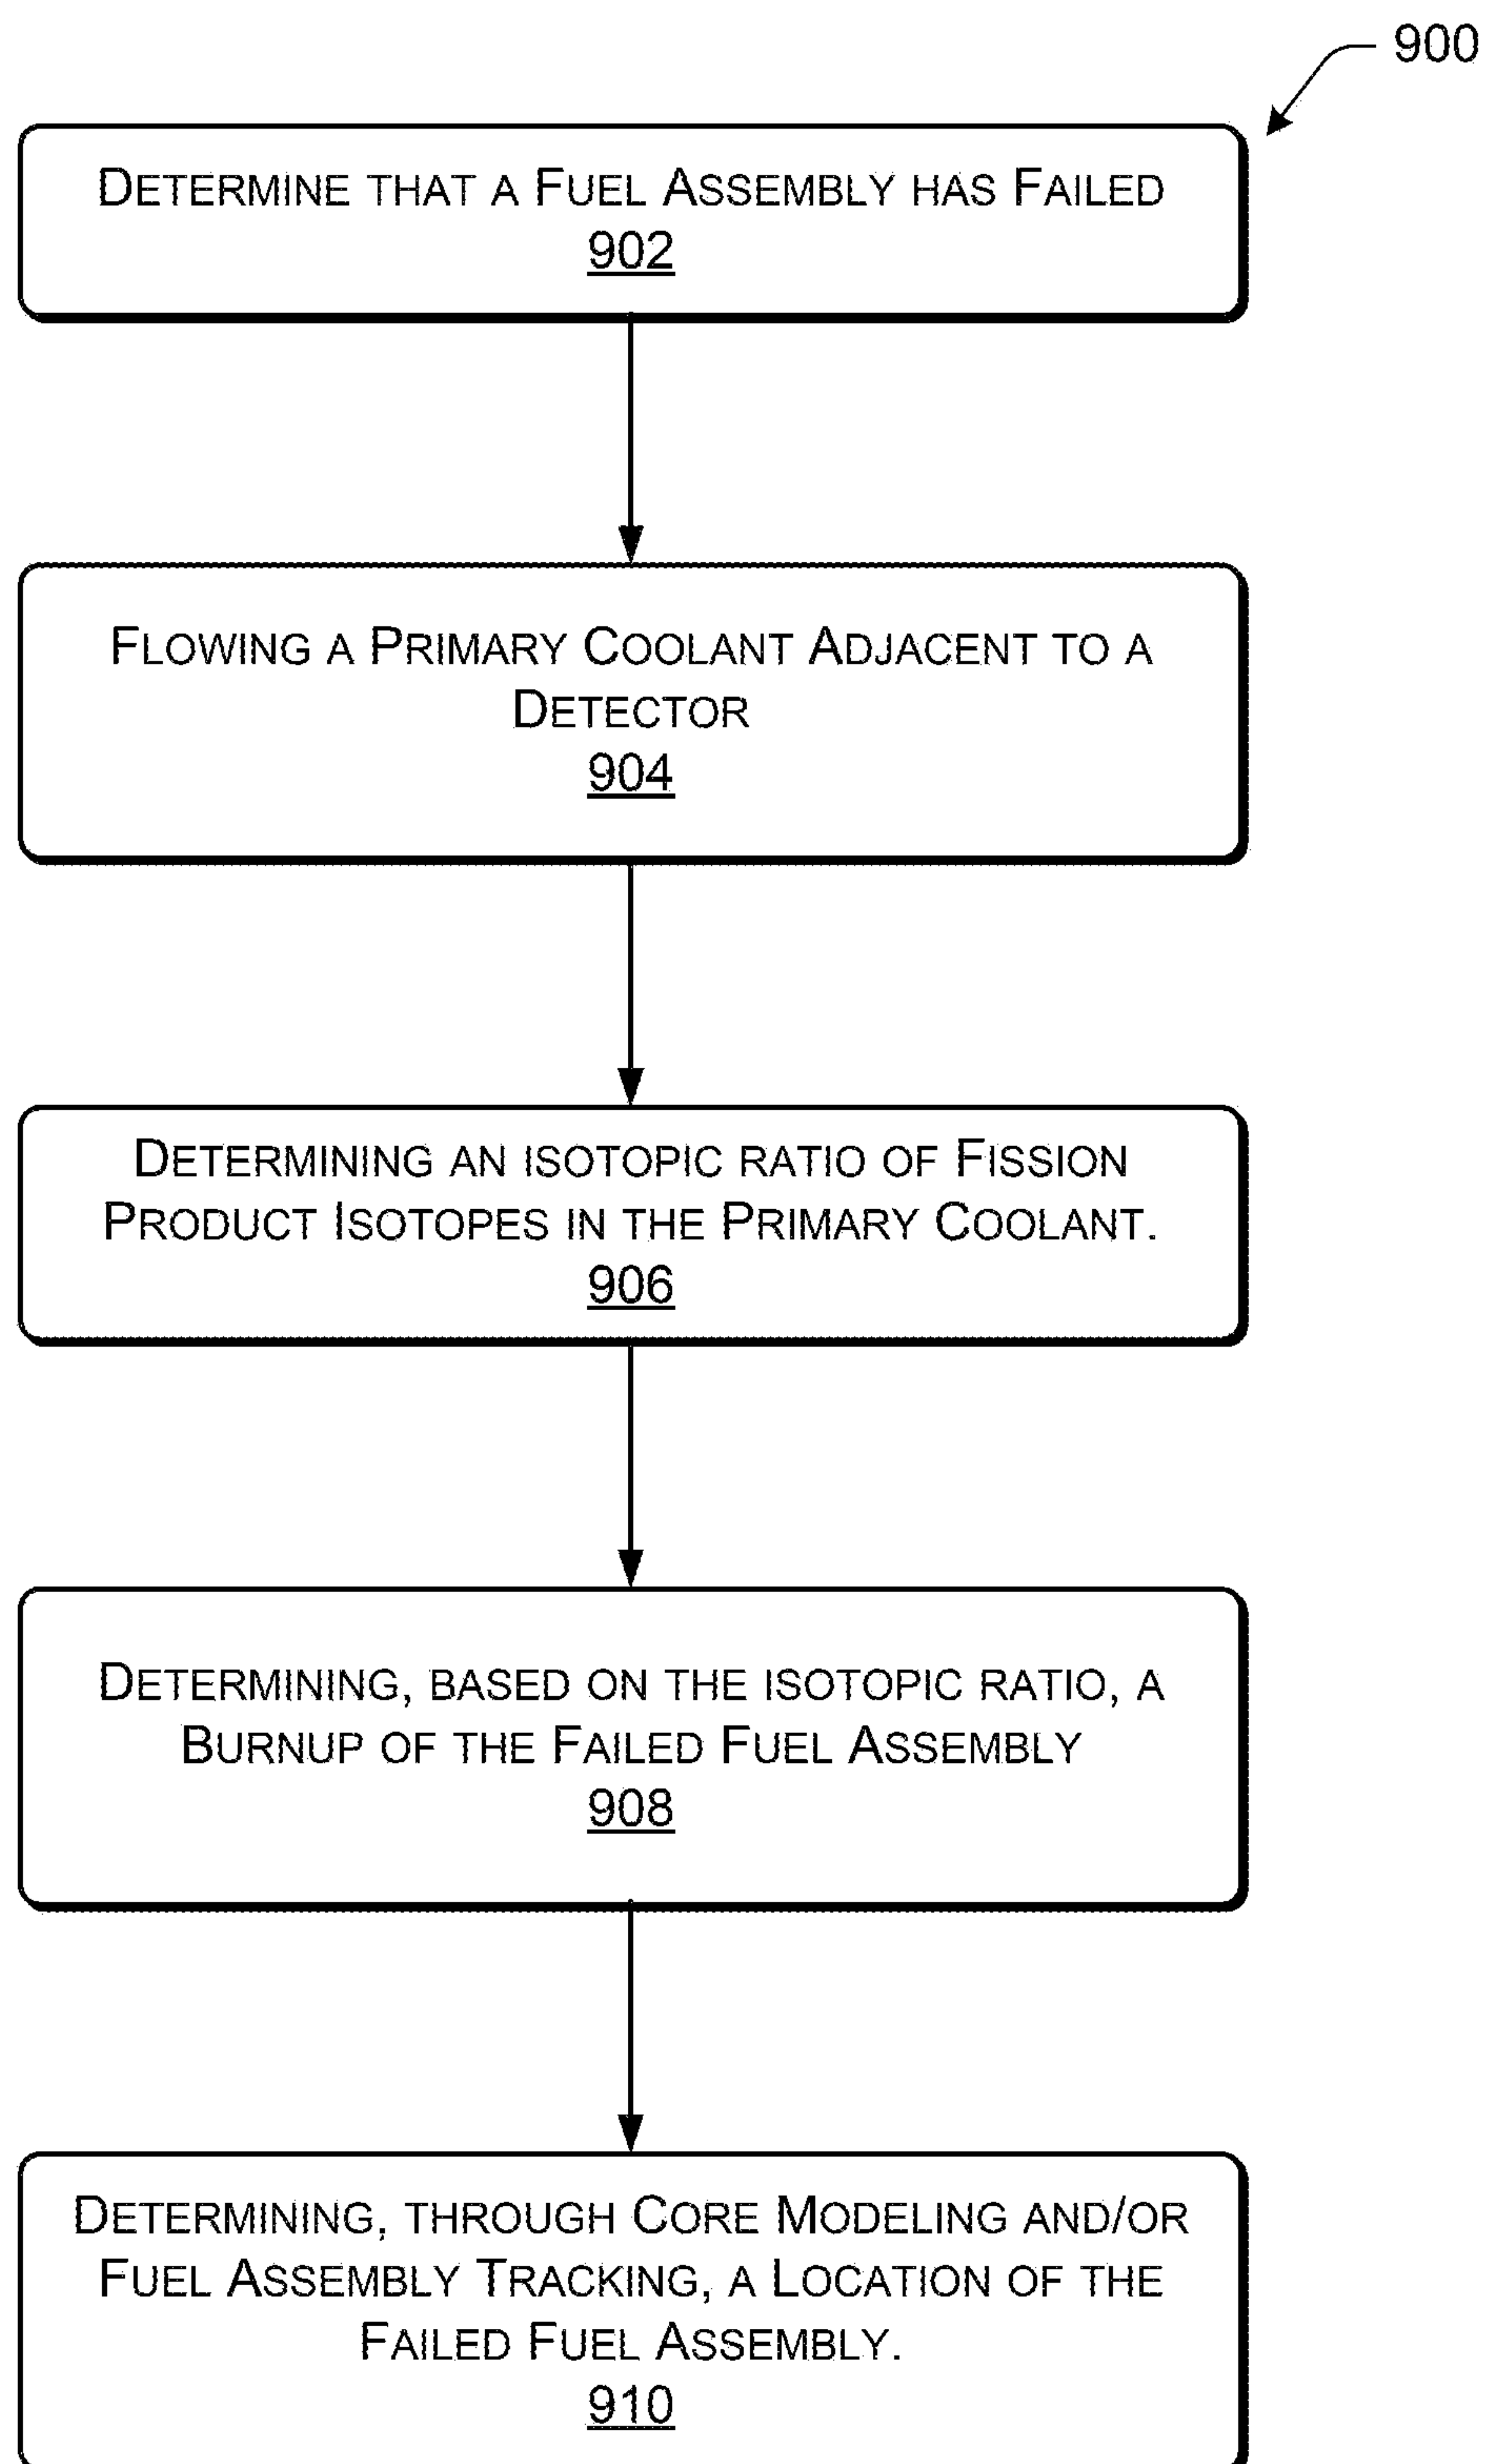 900
Determine that a Fuel Assembly has Failed
902
Flowing a Primary Coolant Adjacent to a
Detector
904
Determining an isotopic ratio of Fission
Product Isotopes in the Primary Coolant.
906
Determining, based on the isotopic ratio, a
Burnup of the Failed Fuel Assembly
908
Determining, through Core Modeling and/or
Fuel Assembly Tracking, a Location of the
Failed Fuel Assembly.
910